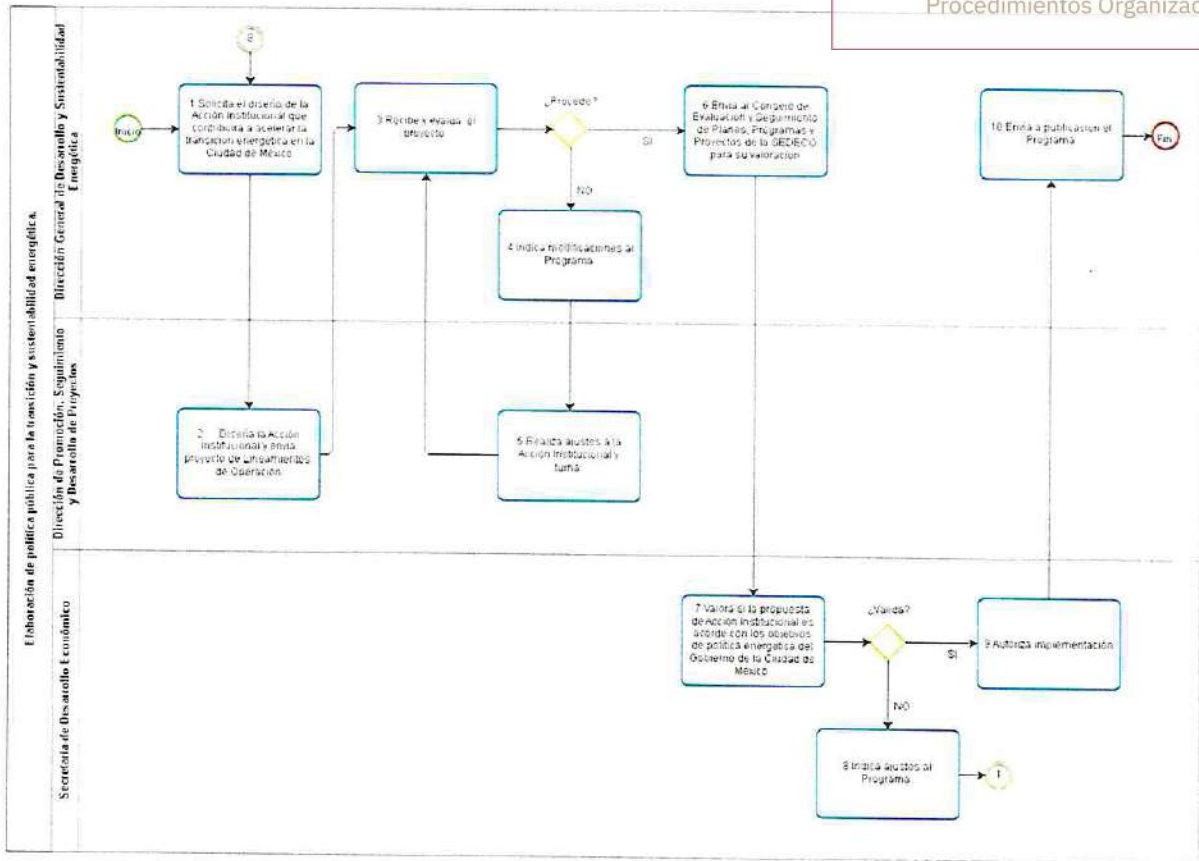 Procedimientos Organizac
Elaboración de política pública para la transición y sustentabilidad energética.
Dirección General de Desarrollo y Sustentabilidad
Energética
Inicio
1 Solicita el diseño de la
Acción Institucional que
contribuirá a acelerar la
transición energética en la
Ciudad de México
3 Recibe y evalúa el
proyecto
¿Procede?
SI
NO
4 Indica modificaciones al
Programa
6 Envía al Consejo de
Evaluación y Seguimiento
de Planes, Programas y
Proyectos de la SEDECO
para su valoración
10 Envía a publicación el
Programa
Fin
Dirección de Promoción, Seguimiento
y Desarrollo de Proyectos
2 Diseña la Acción
Institucional y envía
proyecto de Lineamientos
de Operación
5 Realiza ajustes a la
Acción Institucional y
turna
Secretaría de Desarrollo Económico
7 Valora si la propuesta
de Acción Institucional es
acorde con los objetivos
de política energética del
Gobierno de la Ciudad de
México
¿Valida?
SI
NO
9 Autoriza implementación
8 Indica ajustes al
Programa